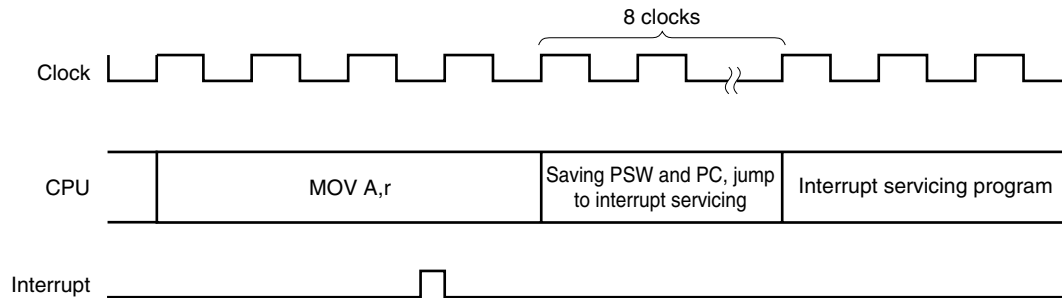 8 clocks
Clock
CPU
MOV A,r
Saving PSW and PC, jump
to interrupt servicing
Interrupt servicing program
Interrupt